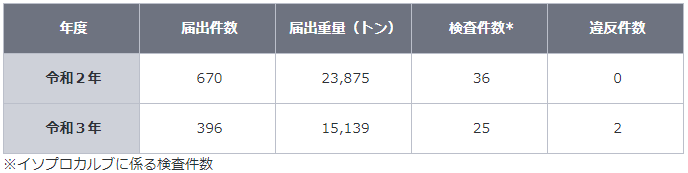 年度 届出件数 届出重量（トン） 検査件数* 違反件数
令和２年 670 23,875 36 0
令和３年 396 15,139 25 2
※イソプロカルブに係る検査件数